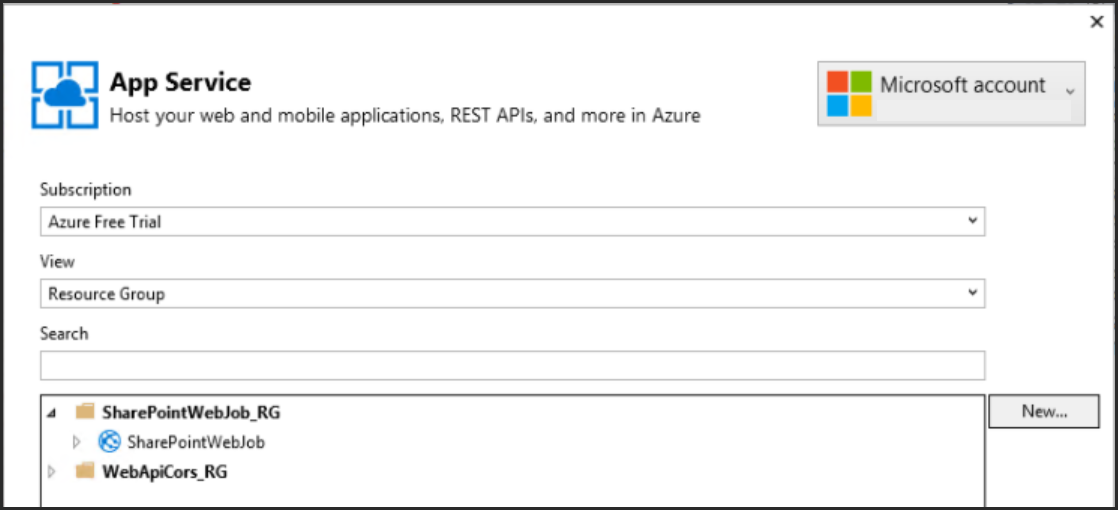 App Service
Host your web and mobile applications, REST APIs, and more in Azure
Microsoft account
Subscription
Azure Free Trial
View
Resource Group
Search
SharePointWebJob_RG
New...
SharePointWebJob
WebApiCors_RG